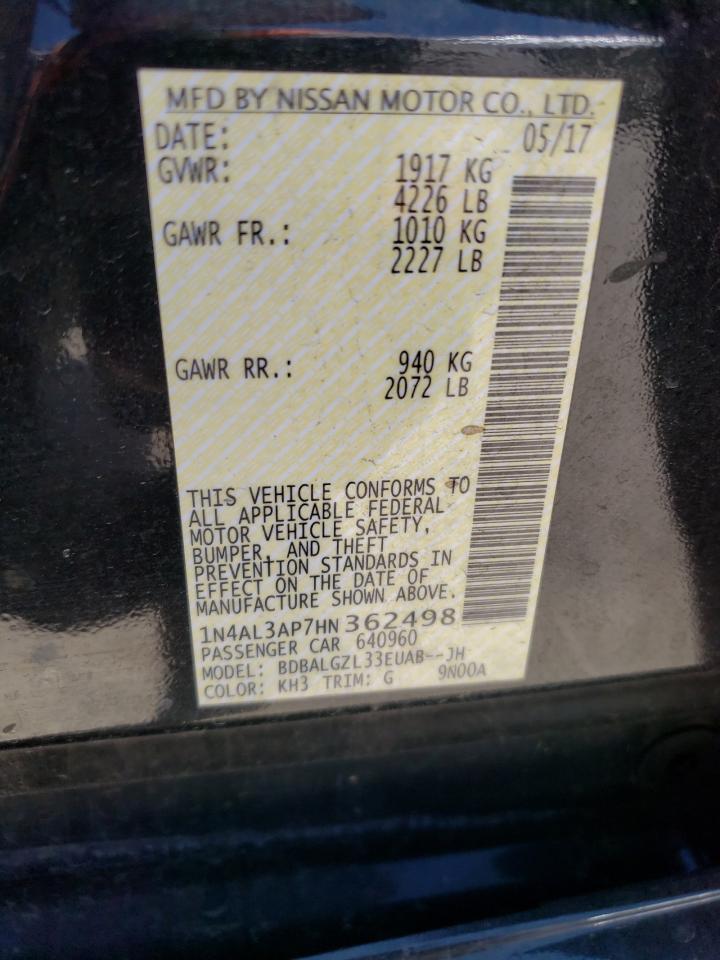 MFD BY NISSAN MOTOR CO., LTD.
DATE: 05/17
GVWR: 1917 KG
4226 LB
GAWR FR.: 1010 KG
2227 LB
GAWR RR.: 940 KG
2072 LB
THIS VEHICLE CONFORMS TO
ALL APPLICABLE FEDERAL
MOTOR VEHICLE SAFETY,
BUMPER, AND THEFT
PREVENTION STANDARDS IN
EFFECT ON THE DATE OF
MANUFACTURE SHOWN ABOVE.
1N4AL3AP7HN362498
PASSENGER CAR 640960
MODEL: BDBALGZL33EUAB--JH
COLOR: KH3 TRIM: G 9N00A